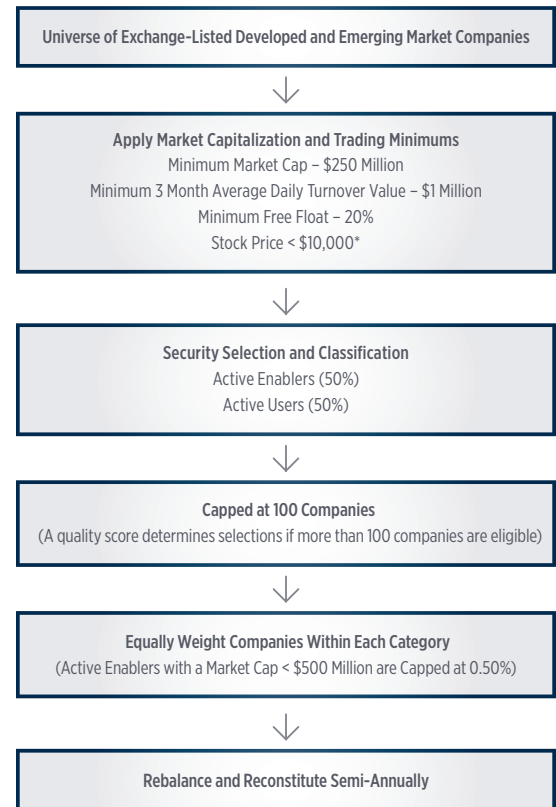 Universe of Exchange-Listed Developed and Emerging Market Companies
Apply Market Capitalization and Trading Minimums
Minimum Market Cap – $250 Million
Minimum 3 Month Average Daily Turnover Value – $1 Million
Minimum Free Float – 20%
Stock Price < $10,000*
Security Selection and Classification
Active Enablers (50%)
Active Users (50%)
Capped at 100 Companies
(A quality score determines selections if more than 100 companies are eligible)
Equally Weight Companies Within Each Category
(Active Enablers with a Market Cap < $500 Million are Capped at 0.50%)
Rebalance and Reconstitute Semi-Annually